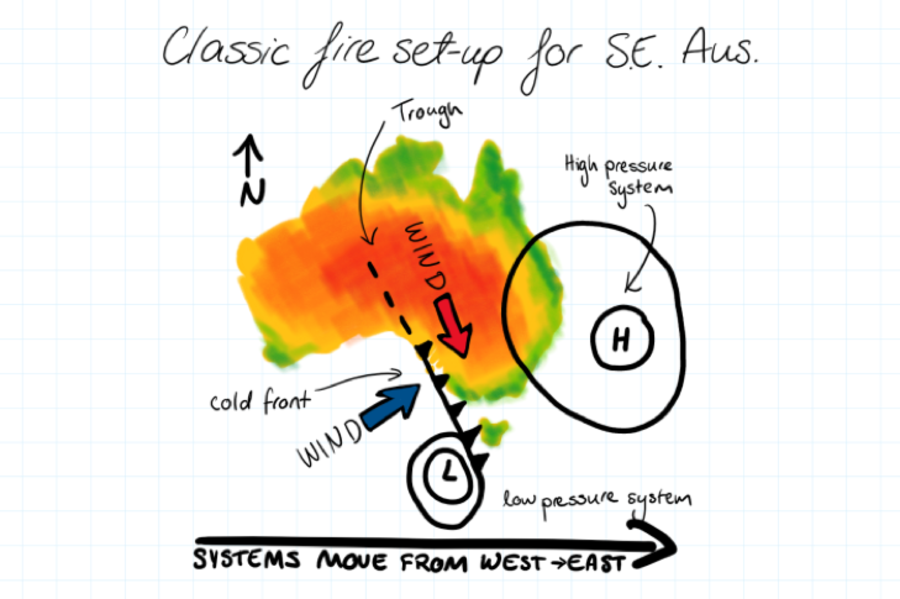 Classic fire set-up for S.E. Aus.
Trough
N
High pressure
system
WIND
H
cold front
WIND
L
low pressure system
SYSTEMS MOVE FROM WEST→EAST